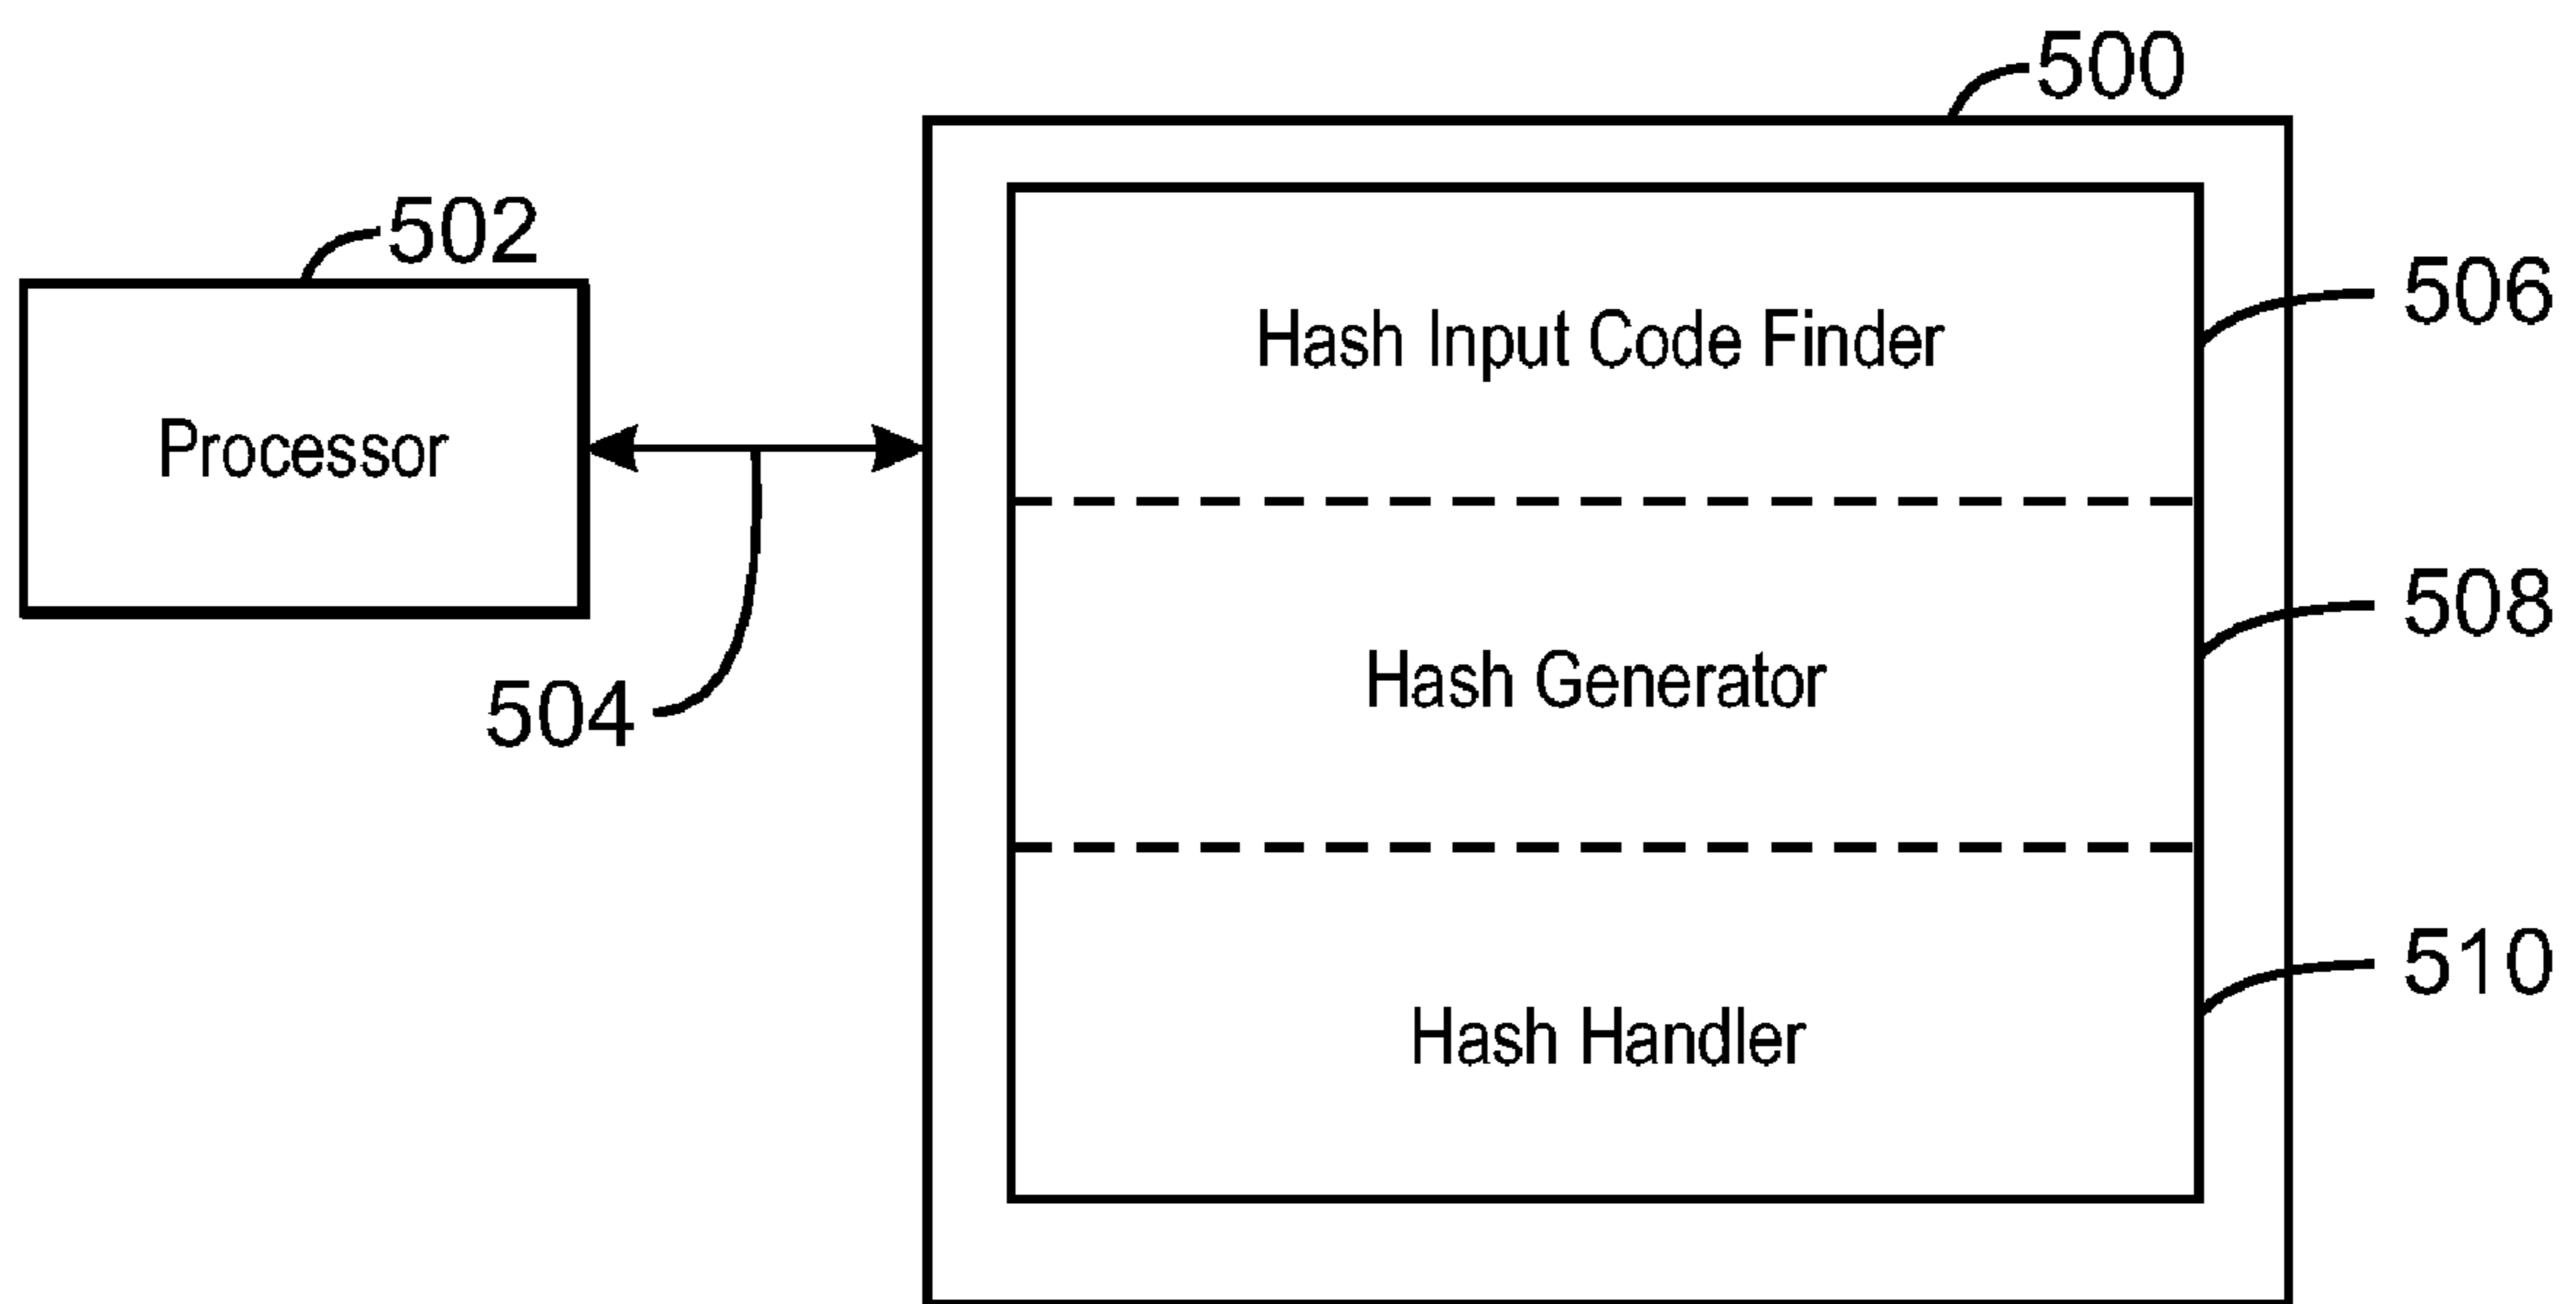 500
502
506
Hash Input Code Finder
Processor
508
Hash Generator
504
510
Hash Handler